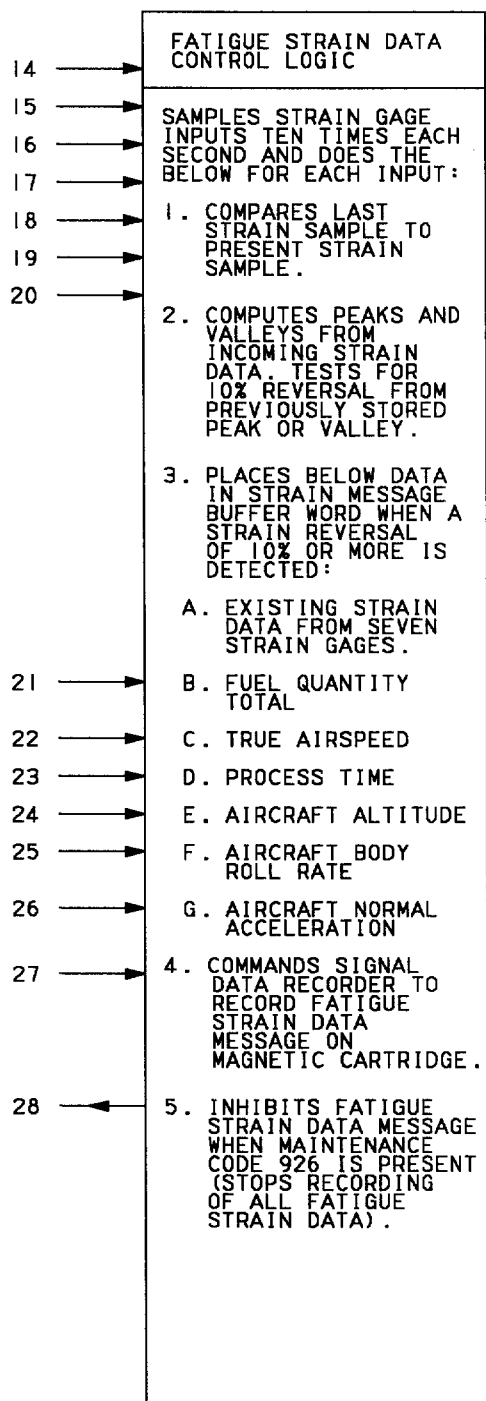 FATIGUE STRAIN DATA
CONTROL LOGIC
14
15
SAMPLES STRAIN GAGE
INPUTS TEN TIMES EACH
16
SECOND AND DOES THE
BELOW FOR EACH INPUT:
17
18
1. COMPARES LAST
STRAIN SAMPLE TO
PRESENT STRAIN
19
SAMPLE.
20
2. COMPUTES PEAKS AND
VALLEYS FROM
INCOMING STRAIN
DATA. TESTS FOR
10% REVERSAL FROM
PREVIOUSLY STORED
PEAK OR VALLEY.
3. PLACES BELOW DATA
IN STRAIN MESSAGE
BUFFER WORD WHEN A
STRAIN REVERSAL
OF 10% OR MORE IS
DETECTED:
A. EXISTING STRAIN
DATA FROM SEVEN
STRAIN GAGES.
21 B. FUEL QUANTITY
TOTAL
22 C. TRUE AIRSPEED
23 D. PROCESS TIME
24 E. AIRCRAFT ALTITUDE
25 F. AIRCRAFT BODY
ROLL RATE
26 G. AIRCRAFT NORMAL
ACCELERATION
27 4. COMMANDS SIGNAL
DATA RECORDER TO
RECORD FATIGUE
STRAIN DATA
MESSAGE ON
MAGNETIC CARTRIDGE.
28 5. INHIBITS FATIGUE
STRAIN DATA MESSAGE
WHEN MAINTENANCE
CODE 926 IS PRESENT
(STOPS RECORDING
OF ALL FATIGUE
STRAIN DATA).